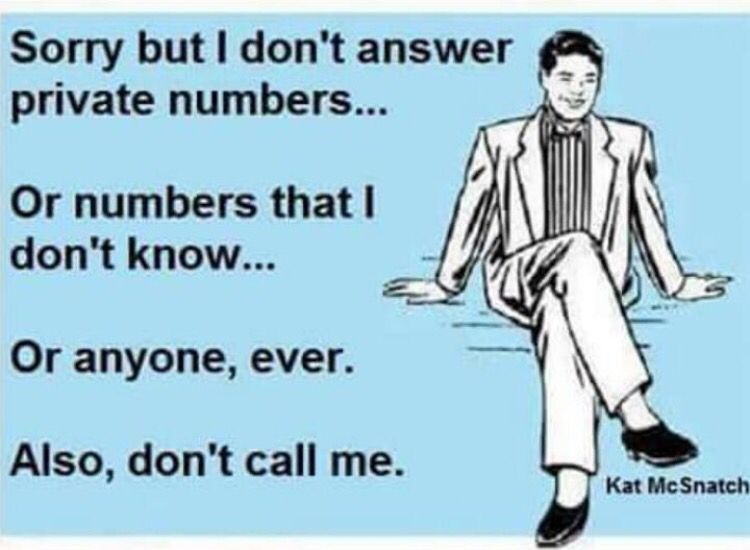 Sorry but I don't answer
private numbers...
Or numbers that I
don't know...
Or anyone, ever.
Also, don't call me.
Kat McSnatch